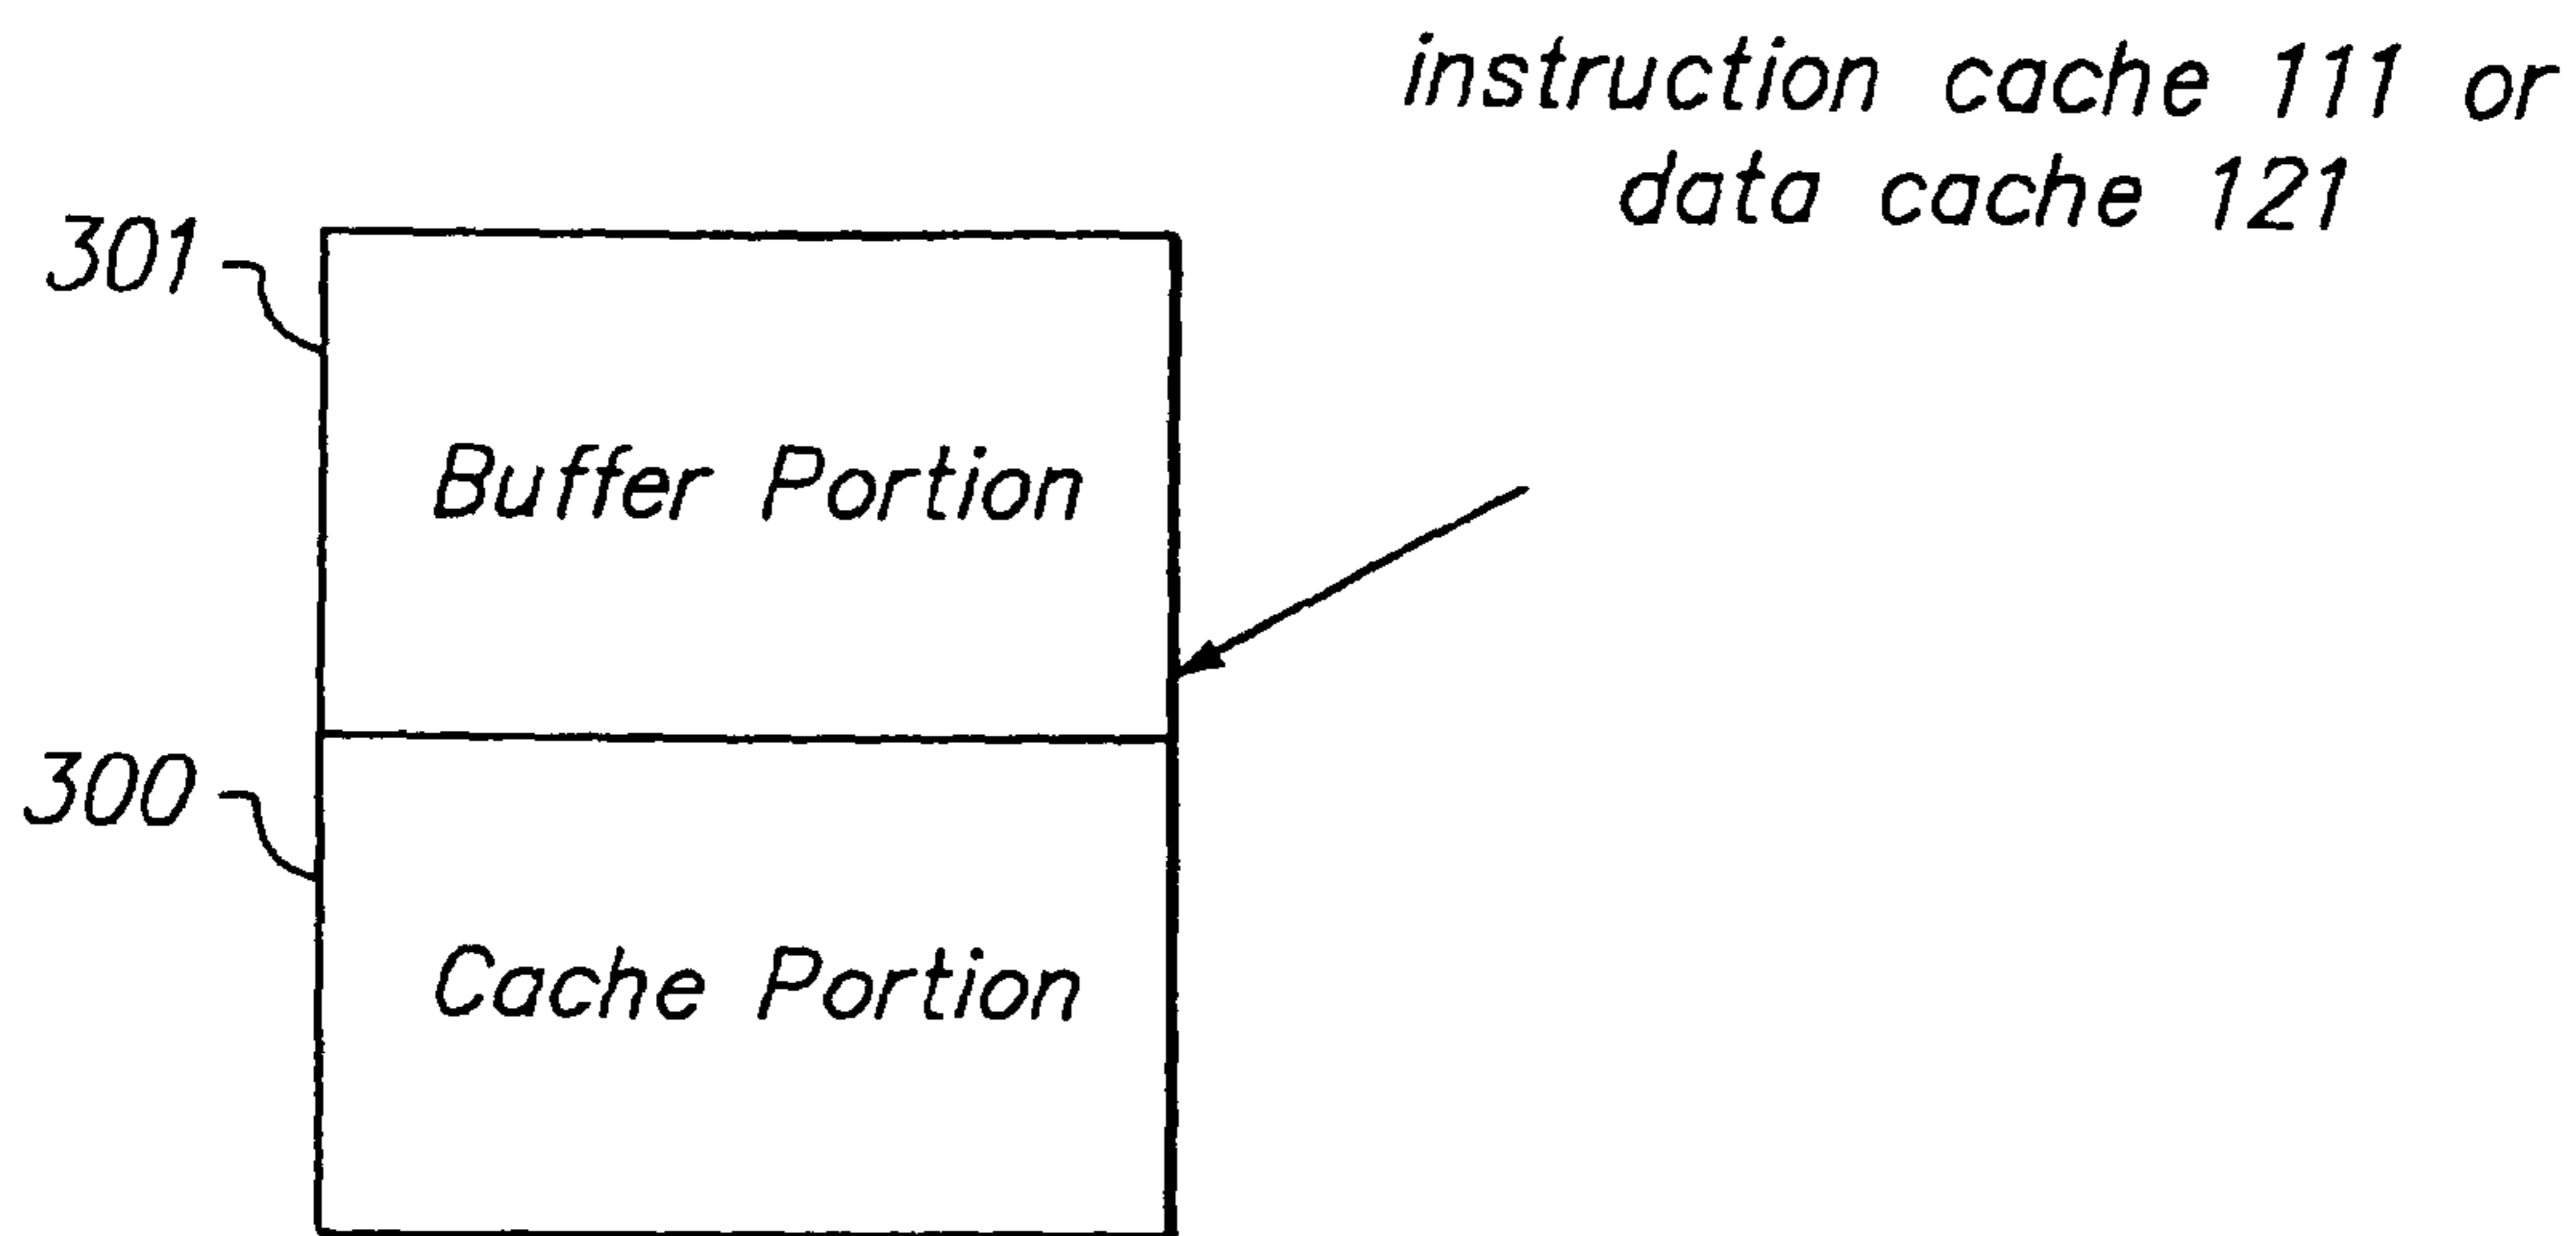 instruction cache 111 or
data cache 121
301
Buffer Portion
300
Cache Portion